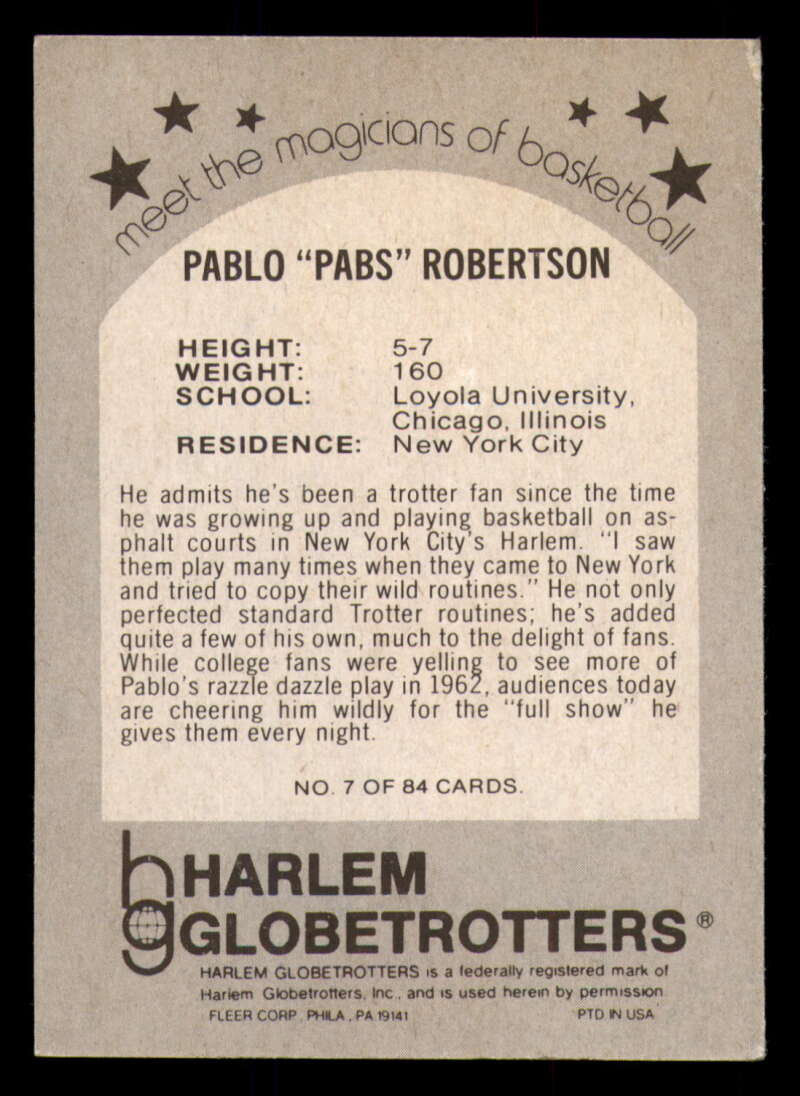 meet the magicians of basketball
PABLO "PABS" ROBERTSON
HEIGHT: 5-7
WEIGHT: 160
SCHOOL: Loyola University,
Chicago, Illinois
RESIDENCE: New York City
He admits he's been a trotter fan since the time
he was growing up and playing basketball on as-
phalt courts in New York City's Harlem. "I saw
them play many times when they came to New York
and tried to copy their wild routines." He not only
perfected standard Trotter routines; he's added
quite a few of his own, much to the delight of fans.
While college fans were yelling to see more of
Pablo's razzle dazzle play in 1962, audiences today
are cheering him wildly for the "full show" he
gives them every night.
NO. 7 OF 84 CARDS.
hg HARLEM
GLOBETROTTERS ®
HARLEM GLOBETROTTERS is a federally registered mark of
Harlem Globetrotters, Inc., and is used herein by permission
FLEER CORP. PHILA., PA 19141 PTD IN USA